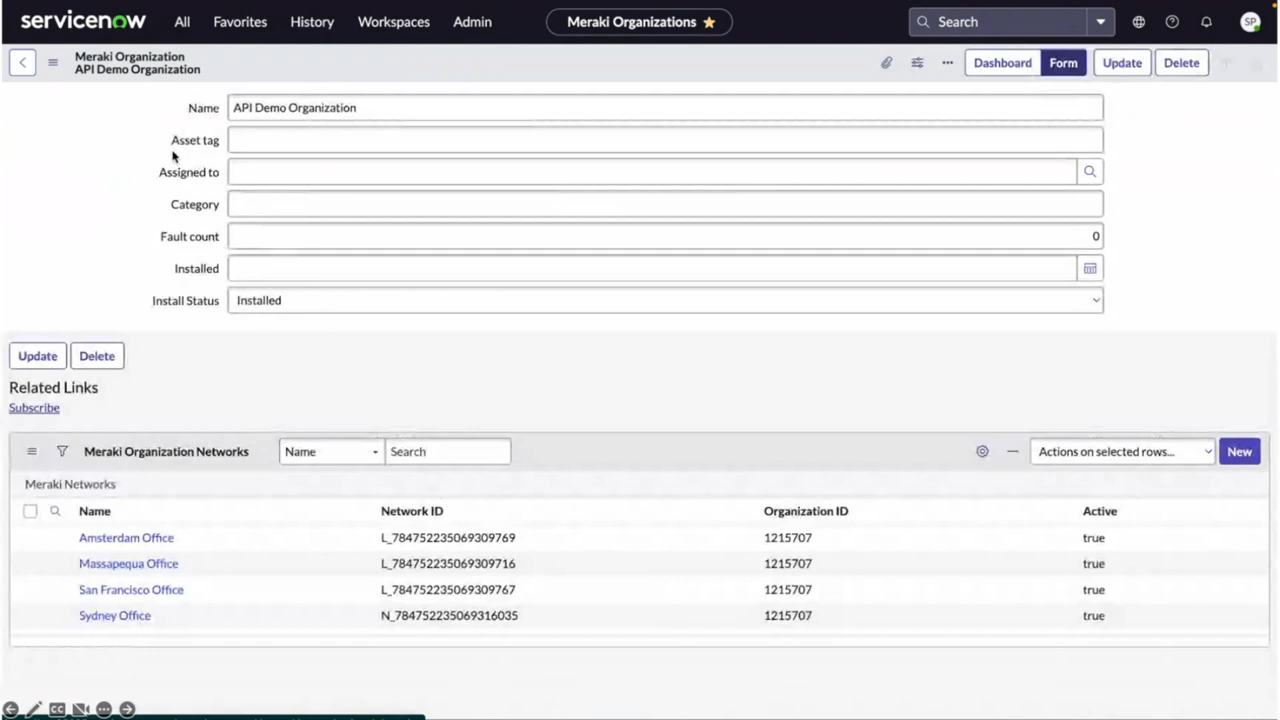 servicenow All Favorites History Workspaces Admin Meraki Organizations Search SP
Meraki Organization
API Demo Organization
Dashboard Form Update Delete
Name API Demo Organization
Asset tag
Assigned to
Category
Fault count 0
Installed
Install Status Installed
Update Delete
Related Links
Subscribe
Meraki Organization Networks Name Search Actions on selected rows... New
Meraki Networks
Name Network ID Organization ID Active
Amsterdam Office L_784752235069309769 1215707 true
Massapequa Office L_784752235069309716 1215707 true
San Francisco Office L_784752235069309767 1215707 true
Sydney Office N_784752235069316035 1215707 true
CC